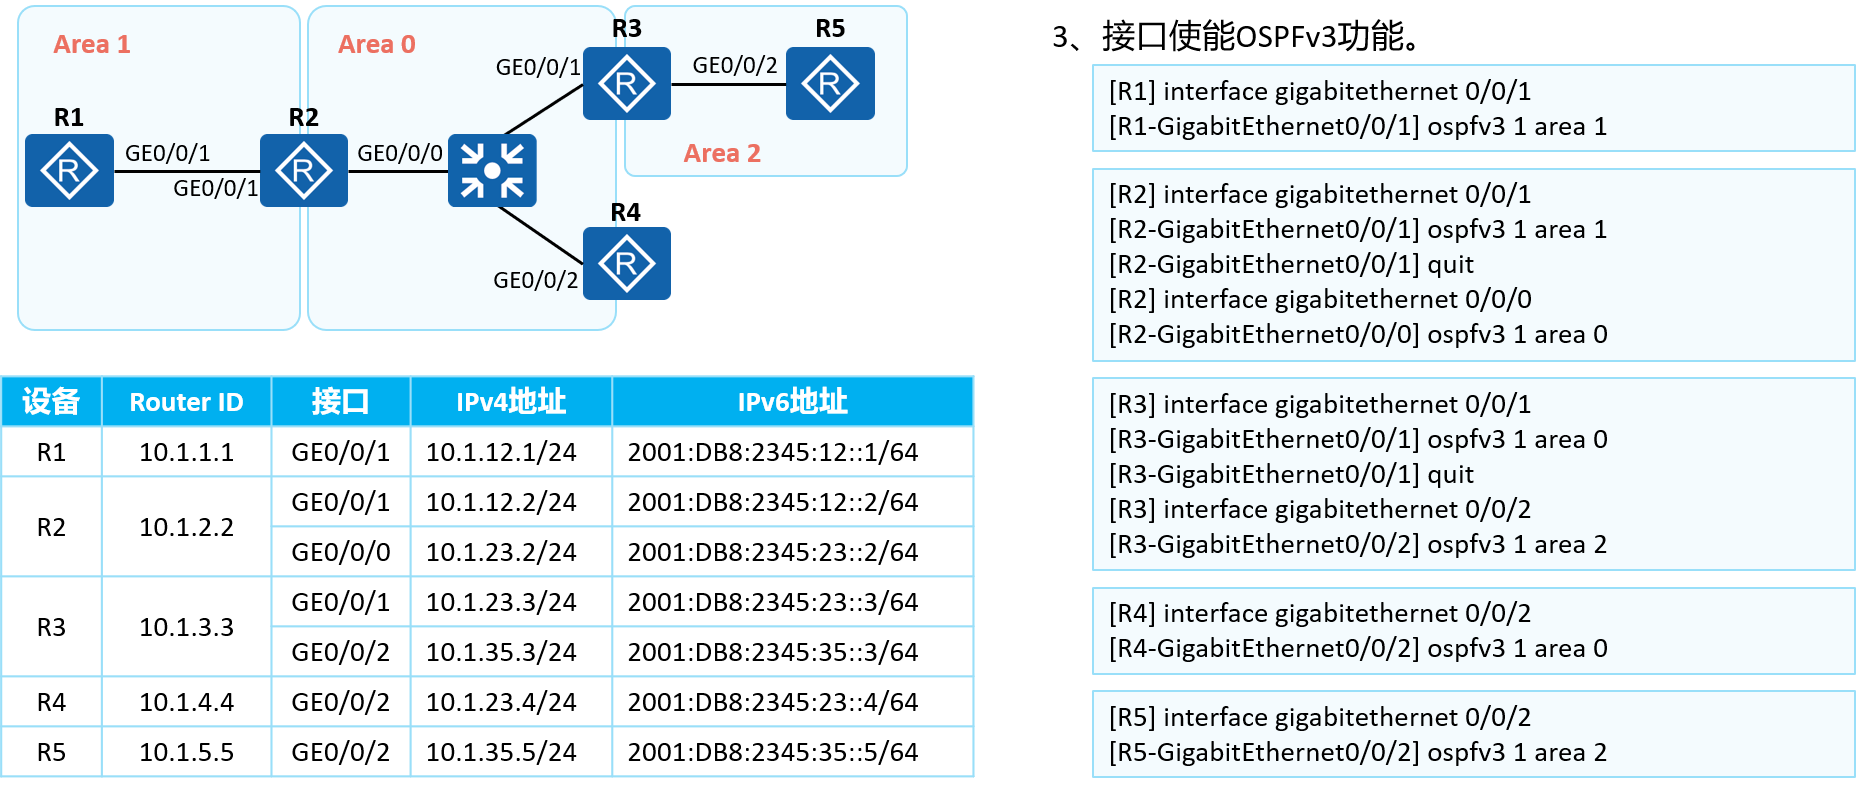 Area 1
Area 0
R3
R5
GE0/0/1
GE0/0/2
R1
R2
GE0/0/1
GE0/0/0
Area 2
GE0/0/1
R4
GE0/0/2
设备 Router ID 接口 IPv4地址 IPv6地址
R1 10.1.1.1 GE0/0/1 10.1.12.1/24 2001:DB8:2345:12::1/64
R2 10.1.2.2 GE0/0/1 10.1.12.2/24 2001:DB8:2345:12::2/64
GE0/0/0 10.1.23.2/24 2001:DB8:2345:23::2/64
R3 10.1.3.3 GE0/0/1 10.1.23.3/24 2001:DB8:2345:23::3/64
GE0/0/2 10.1.35.3/24 2001:DB8:2345:35::3/64
R4 10.1.4.4 GE0/0/2 10.1.23.4/24 2001:DB8:2345:23::4/64
R5 10.1.5.5 GE0/0/2 10.1.35.5/24 2001:DB8:2345:35::5/64
3、接口使能OSPFv3功能。
[R1] interface gigabitethernet 0/0/1
[R1-GigabitEthernet0/0/1] ospfv3 1 area 1
[R2] interface gigabitethernet 0/0/1
[R2-GigabitEthernet0/0/1] ospfv3 1 area 1
[R2-GigabitEthernet0/0/1] quit
[R2] interface gigabitethernet 0/0/0
[R2-GigabitEthernet0/0/0] ospfv3 1 area 0
[R3] interface gigabitethernet 0/0/1
[R3-GigabitEthernet0/0/1] ospfv3 1 area 0
[R3-GigabitEthernet0/0/1] quit
[R3] interface gigabitethernet 0/0/2
[R3-GigabitEthernet0/0/2] ospfv3 1 area 2
[R4] interface gigabitethernet 0/0/2
[R4-GigabitEthernet0/0/2] ospfv3 1 area 0
[R5] interface gigabitethernet 0/0/2
[R5-GigabitEthernet0/0/2] ospfv3 1 area 2